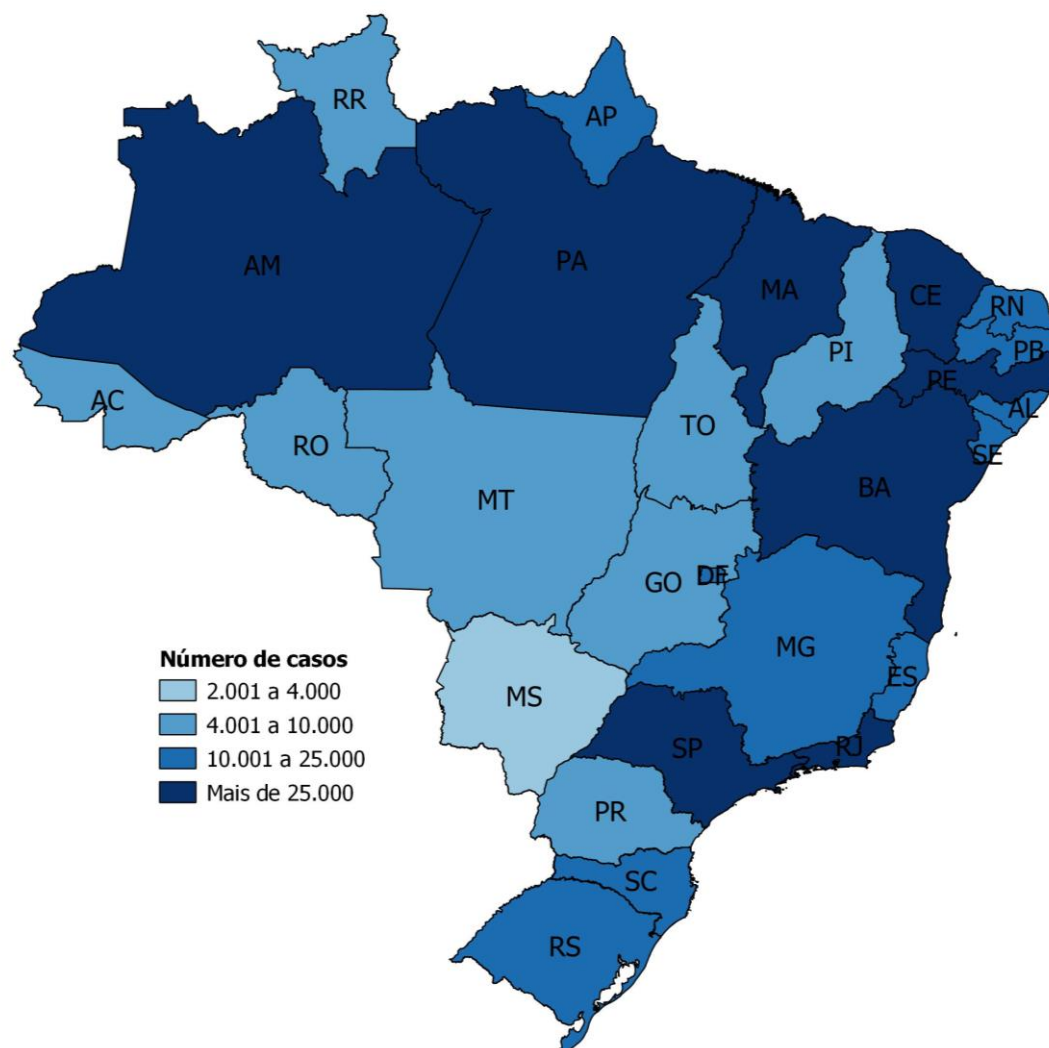 RR
AP
AM
PA
MA
CE
RN
PI
PB
PE
AC
AL
TO
RO
SE
BA
MT
GO
DF
MG
Número de casos
ES
2.001 a 4.000
MS
4.001 a 10.000
SP
RJ
10.001 a 25.000
Mais de 25.000
PR
SC
RS